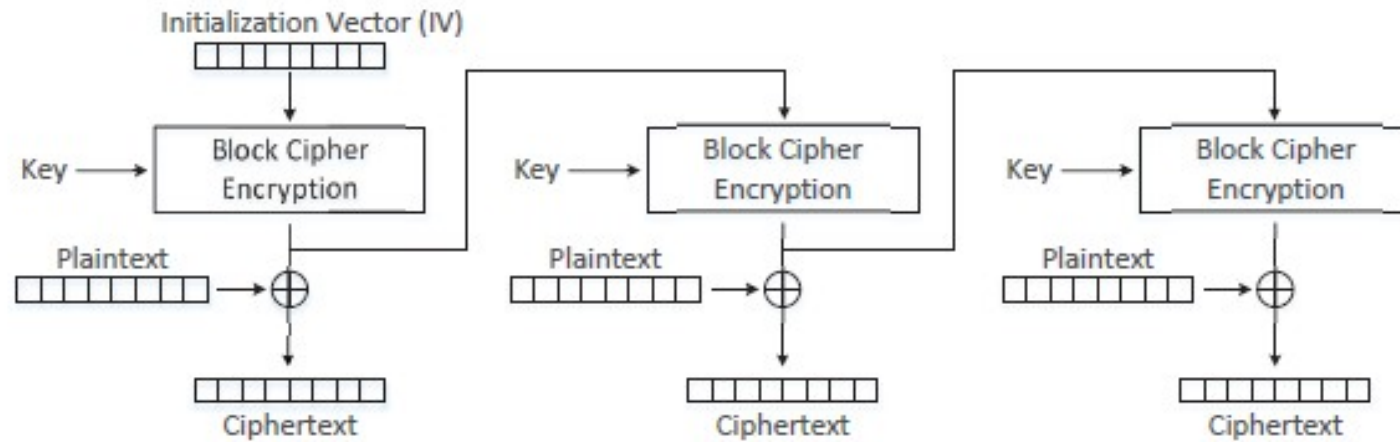 Initialization Vector (IV)
Key
Block Cipher
Encryption
Key
Block Cipher
Encryption
Key
Block Cipher
Encryption
Plaintext
Plaintext
Plaintext
Ciphertext
Ciphertext
Ciphertext